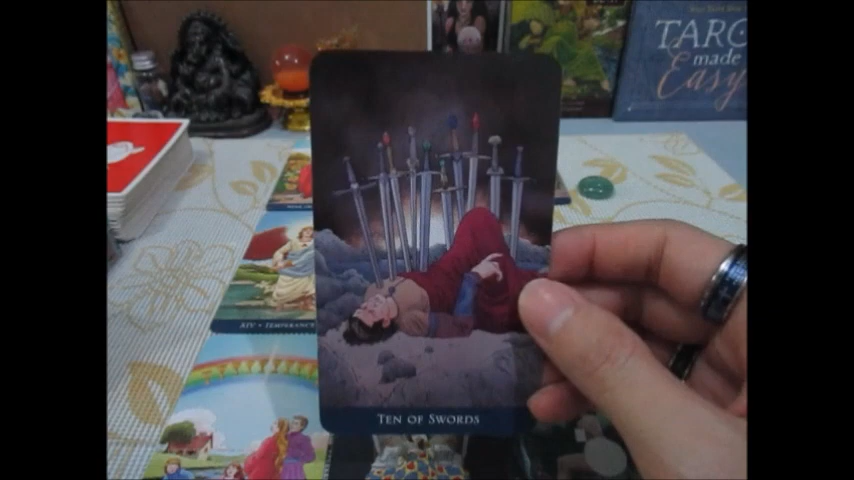 TAROT
made
Easy
XIV • TEMPERANCE
TEN OF SWORDS